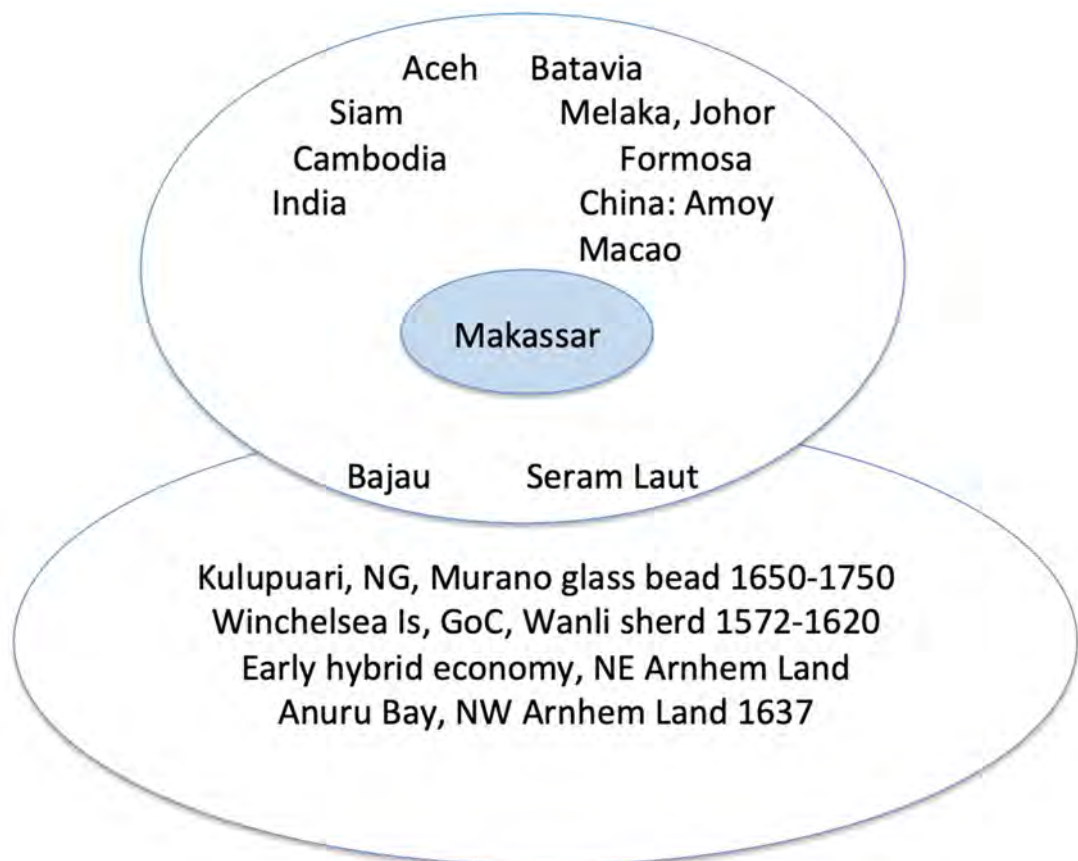 Aceh Batavia
Siam Melaka, Johor
Cambodia Formosa
India China: Amoy
Macao
Makassar
Bajau Seram Laut
Kulupuari, NG, Murano glass bead 1650-1750
Winchelsea Is, GoC, Wanli sherd 1572-1620
Early hybrid economy, NE Arnhem Land
Anuru Bay, NW Arnhem Land 1637